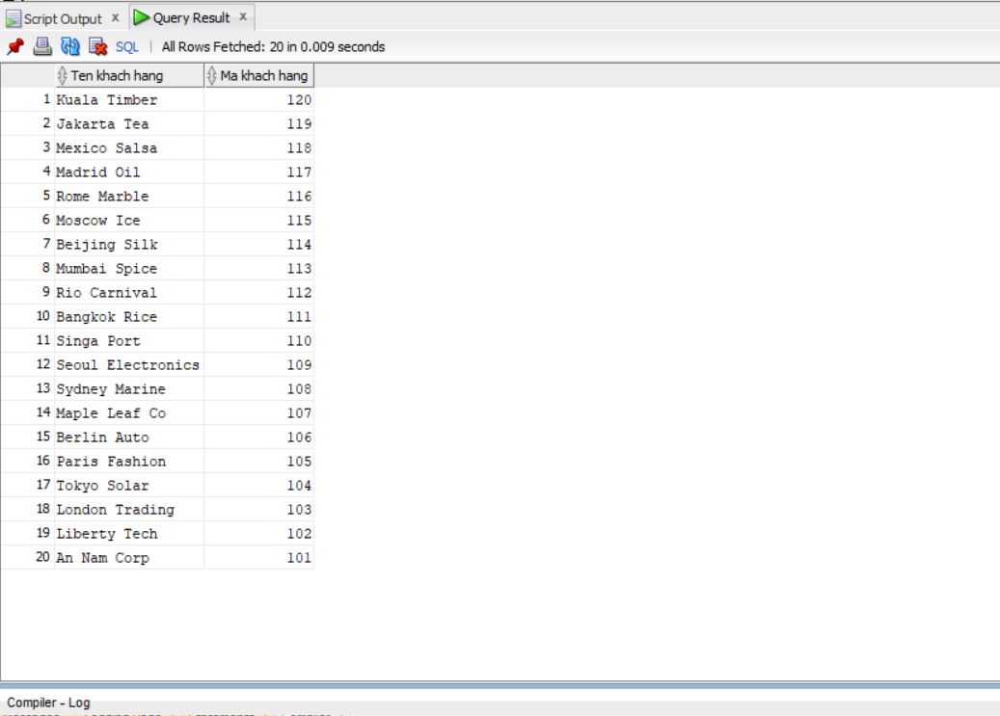 Script Output x Query Result x
SQL | All Rows Fetched: 20 in 0.009 seconds
Ten khach hang Ma khach hang
1 Kuala Timber 120
2 Jakarta Tea 119
3 Mexico Salsa 118
4 Madrid Oil 117
5 Rome Marble 116
6 Moscow Ice 115
7 Beijing Silk 114
8 Mumbai Spice 113
9 Rio Carnival 112
10 Bangkok Rice 111
11 Singa Port 110
12 Seoul Electronics 109
13 Sydney Marine 108
14 Maple Leaf Co 107
15 Berlin Auto 106
16 Paris Fashion 105
17 Tokyo Solar 104
18 London Trading 103
19 Liberty Tech 102
20 An Nam Corp 101
Compiler - Log